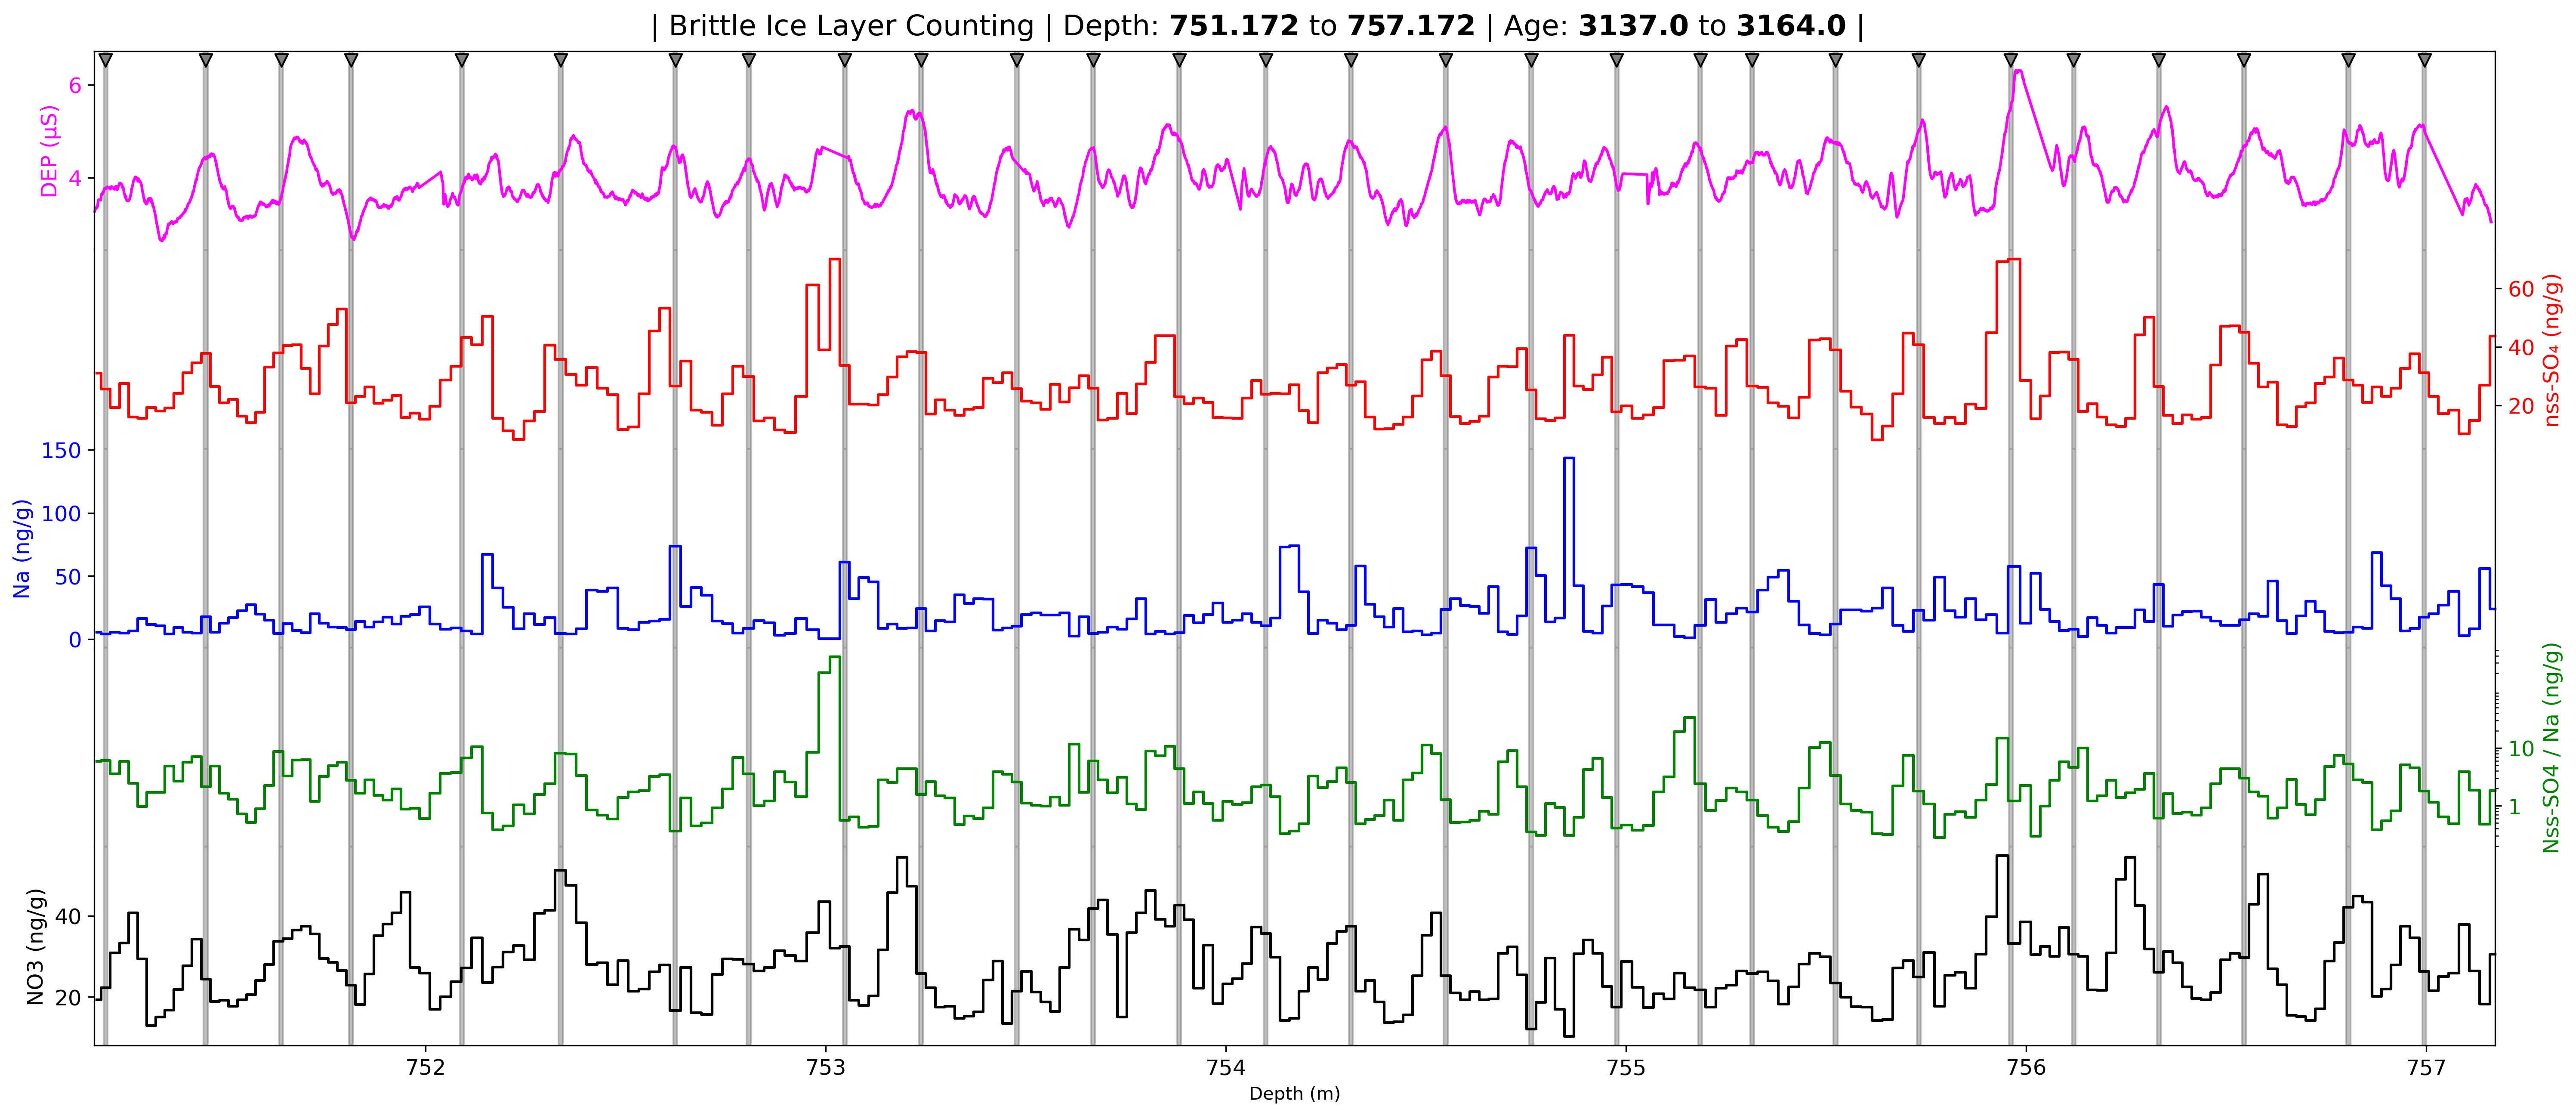 | Brittle Ice Layer Counting | Depth: 751.172 to 757.172 | Age: 3137.0 to 3164.0 |
6
4
DEP (µS)
60
40
20
nss-SO₄ (ng/g)
150
100
50
0
Na (ng/g)
10
1
Nss-SO4 / Na (ng/g)
40
20
NO3 (ng/g)
752 753 754 755 756 757
Depth (m)